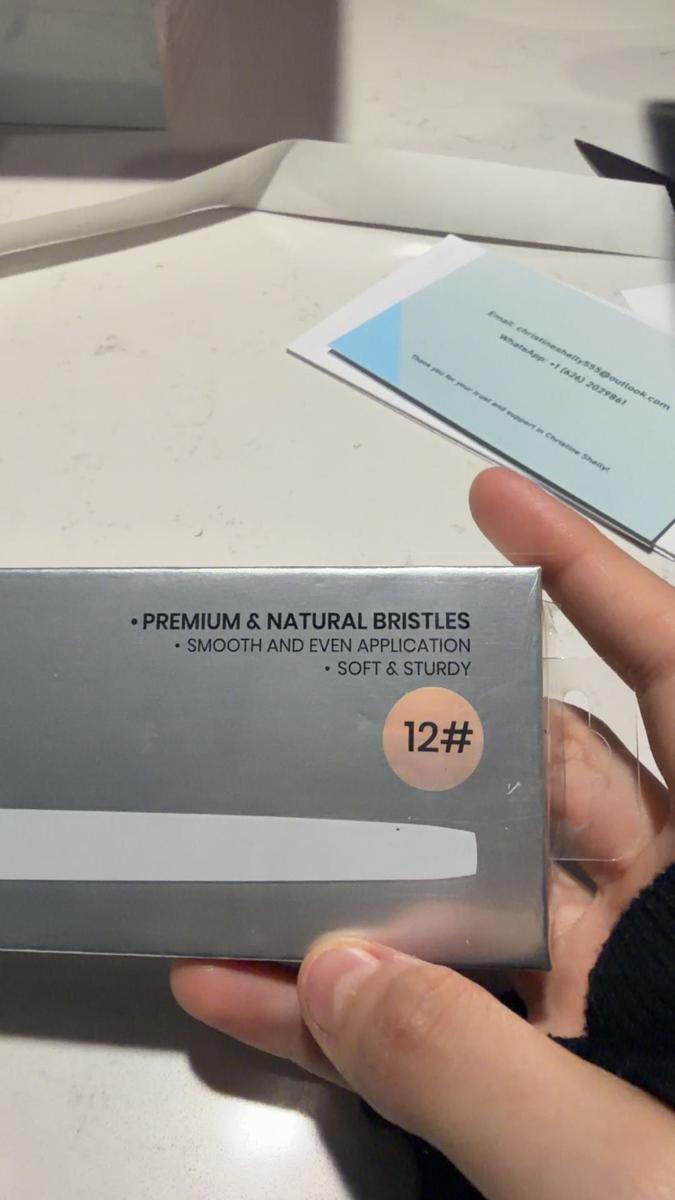 Email: christineshelly555@outlook.com
WhatsApp: +1 (626) 2029861
Thank you for your trust and support in Christine Shelly!
• PREMIUM & NATURAL BRISTLES
• SMOOTH AND EVEN APPLICATION
• SOFT & STURDY
12#